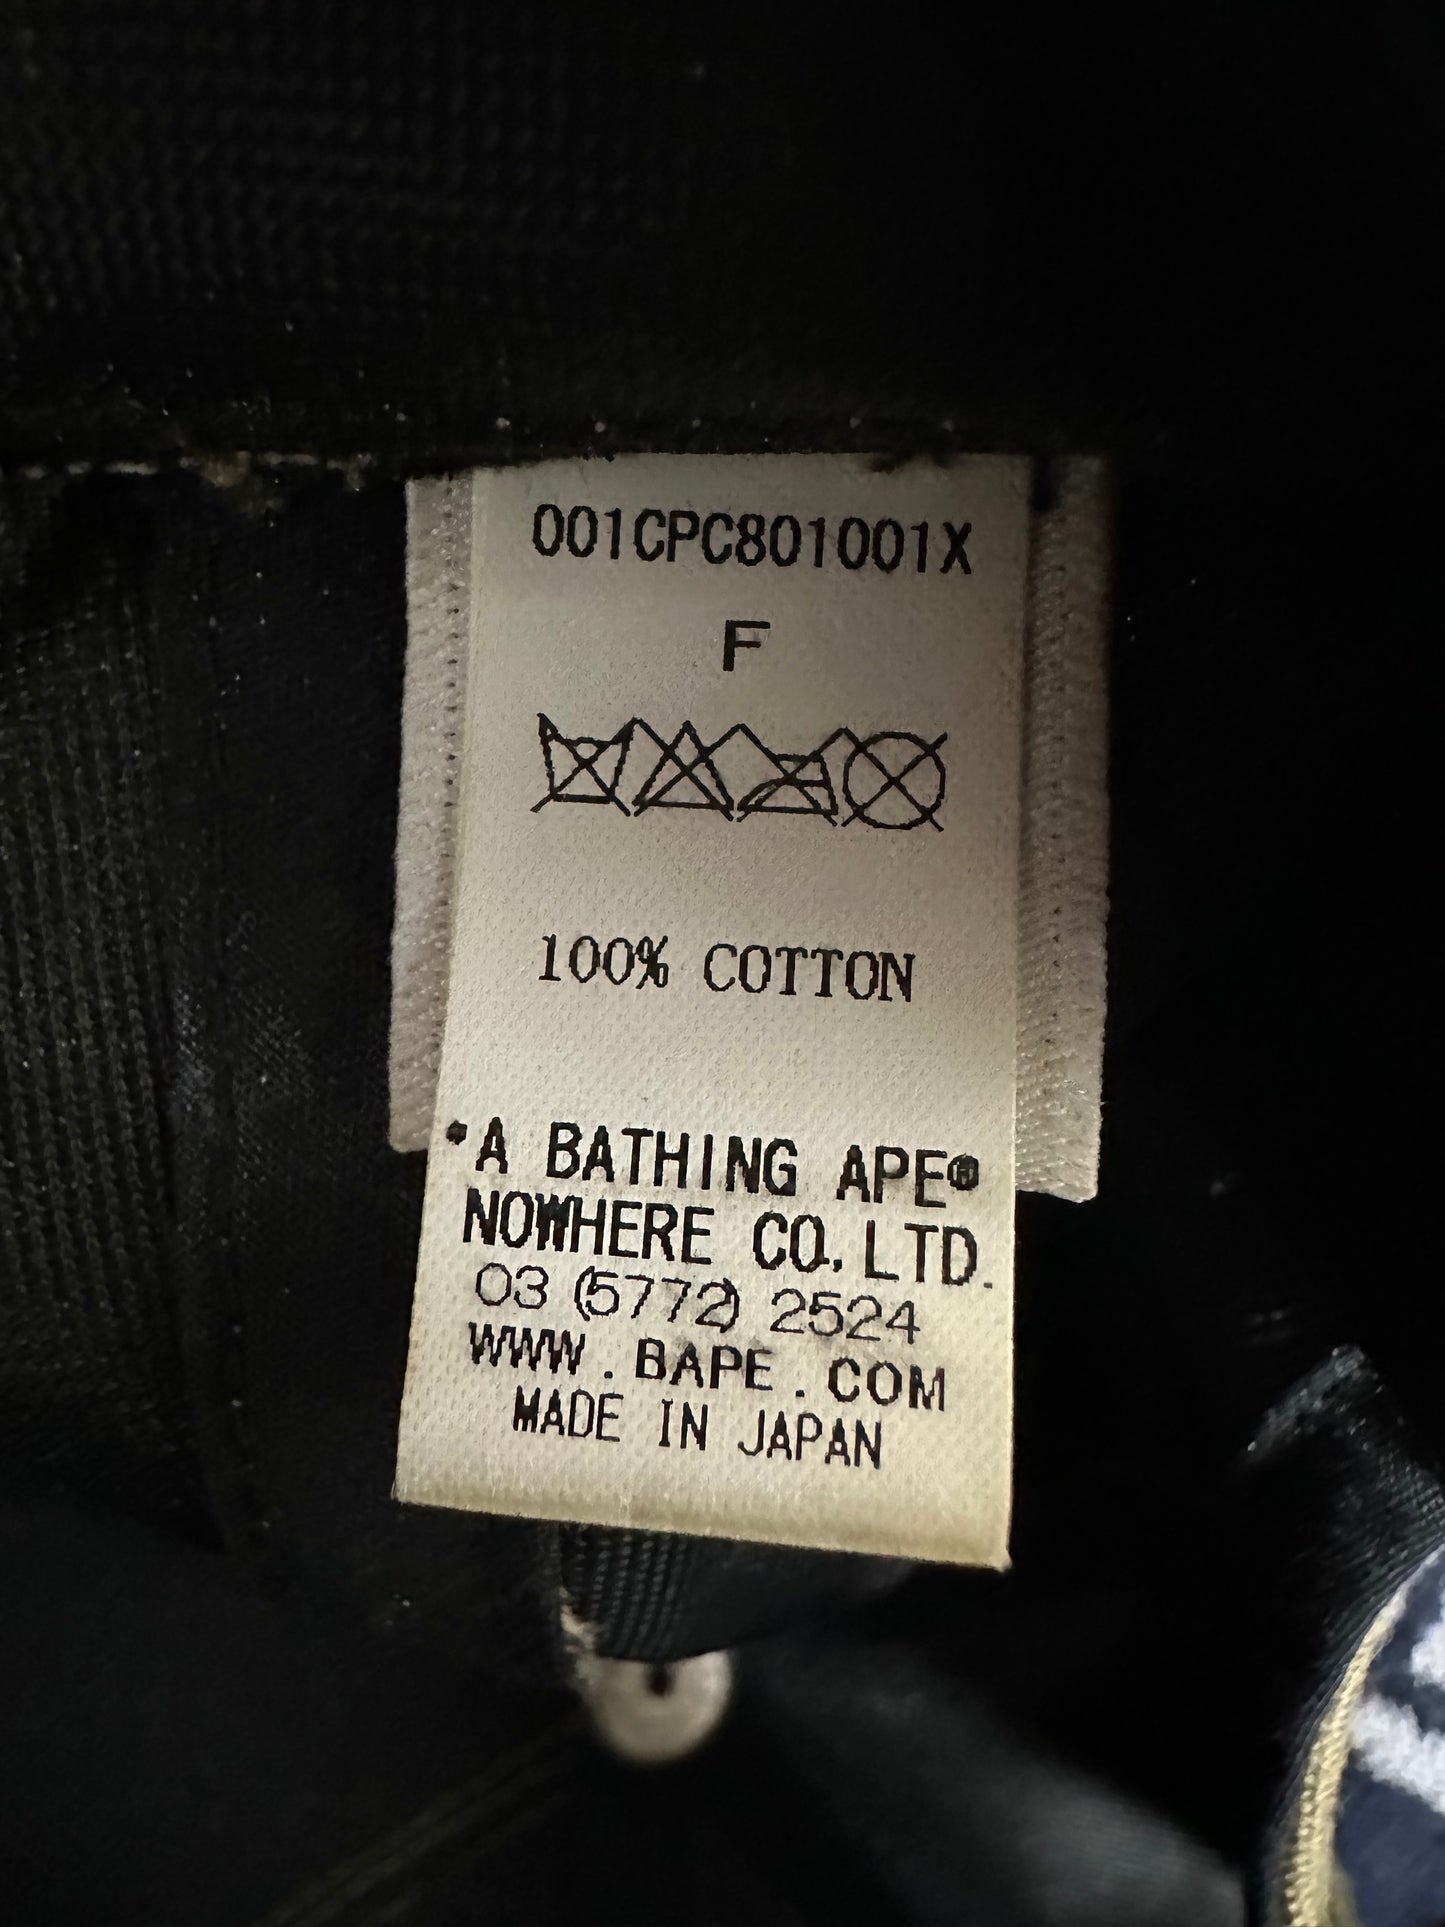 001CPC801001X
F
100% COTTON
•A BATHING APE®
NOWHERE CO.,LTD.
03 (5772) 2524
WWW.BAPE.COM
MADE IN JAPAN